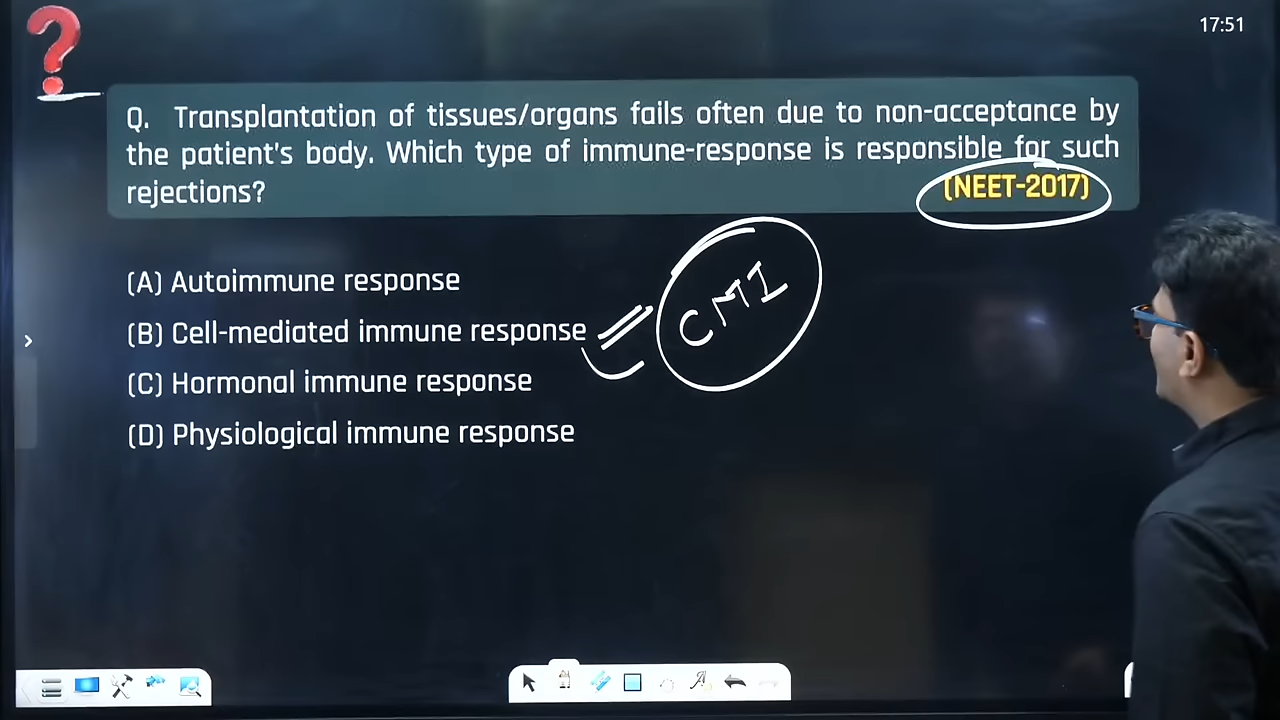 17:51
Q. Transplantation of tissues/organs fails often due to non-acceptance by
the patient's body. Which type of immune-response is responsible for such
rejections?
(NEET-2017)
(A) Autoimmune response
(B) Cell-mediated immune response
CMI
(C) Hormonal immune response
(D) Physiological immune response